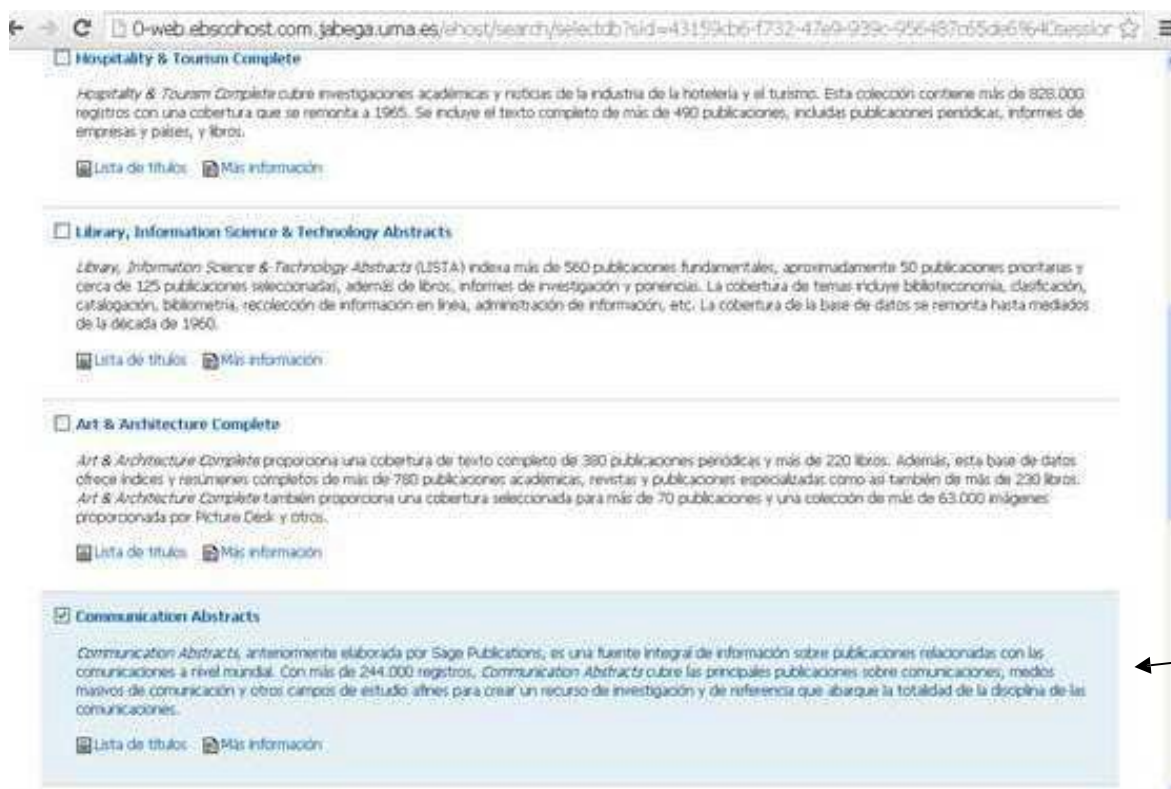 0-web.ebscohost.com.jabega.uma.es/ehost/search/selectdb?sid=43159cb6-f732-47e9-939c-956487c65de6%40sessior
Hospitality & Tourism Complete
Hospitality & Tourism Complete cubre investigaciones académicas y noticias de la industria de la hotelería y el turismo. Esta colección contiene más de 828.000
registros con una cobertura que se remonta a 1965. Se incluye el texto completo de más de 490 publicaciones, incluidas publicaciones periódicas, informes de
empresas y países, y libros.
Lista de títulos Más información
Library, Information Science & Technology Abstracts
Library, Information Science & Technology Abstracts (LISTA) indexa más de 560 publicaciones fundamentales, aproximadamente 50 publicaciones prioritarias y
cerca de 125 publicaciones seleccionadas, además de libros, informes de investigación y ponencias. La cobertura de temas incluye biblioteconomía, clasificación,
catalogación, bibliometría, recolección de información en línea, administración de información, etc. La cobertura de la base de datos se remonta hasta mediados
de la década de 1960.
Lista de títulos Más información
Art & Architecture Complete
Art & Architecture Complete proporciona una cobertura de texto completo de 380 publicaciones periódicas y más de 220 libros. Además, esta base de datos
ofrece índices y resúmenes completos de más de 780 publicaciones académicas, revistas y publicaciones especializadas como así también de más de 230 libros.
Art & Architecture Complete también proporciona una cobertura seleccionada para más de 70 publicaciones y una colección de más de 63.000 imágenes
proporcionada por Picture Desk y otros.
Lista de títulos Más información
Communication Abstracts
Communication Abstracts, anteriormente elaborada por Sage Publications, es una fuente integral de información sobre publicaciones relacionadas con las
comunicaciones a nivel mundial. Con más de 244.000 registros, Communication Abstracts cubre las principales publicaciones sobre comunicaciones, medios
masivos de comunicación y otros campos de estudio afines para crear un recurso de investigación y de referencia que abarque la totalidad de la disciplina de las
comunicaciones.
Lista de títulos Más información